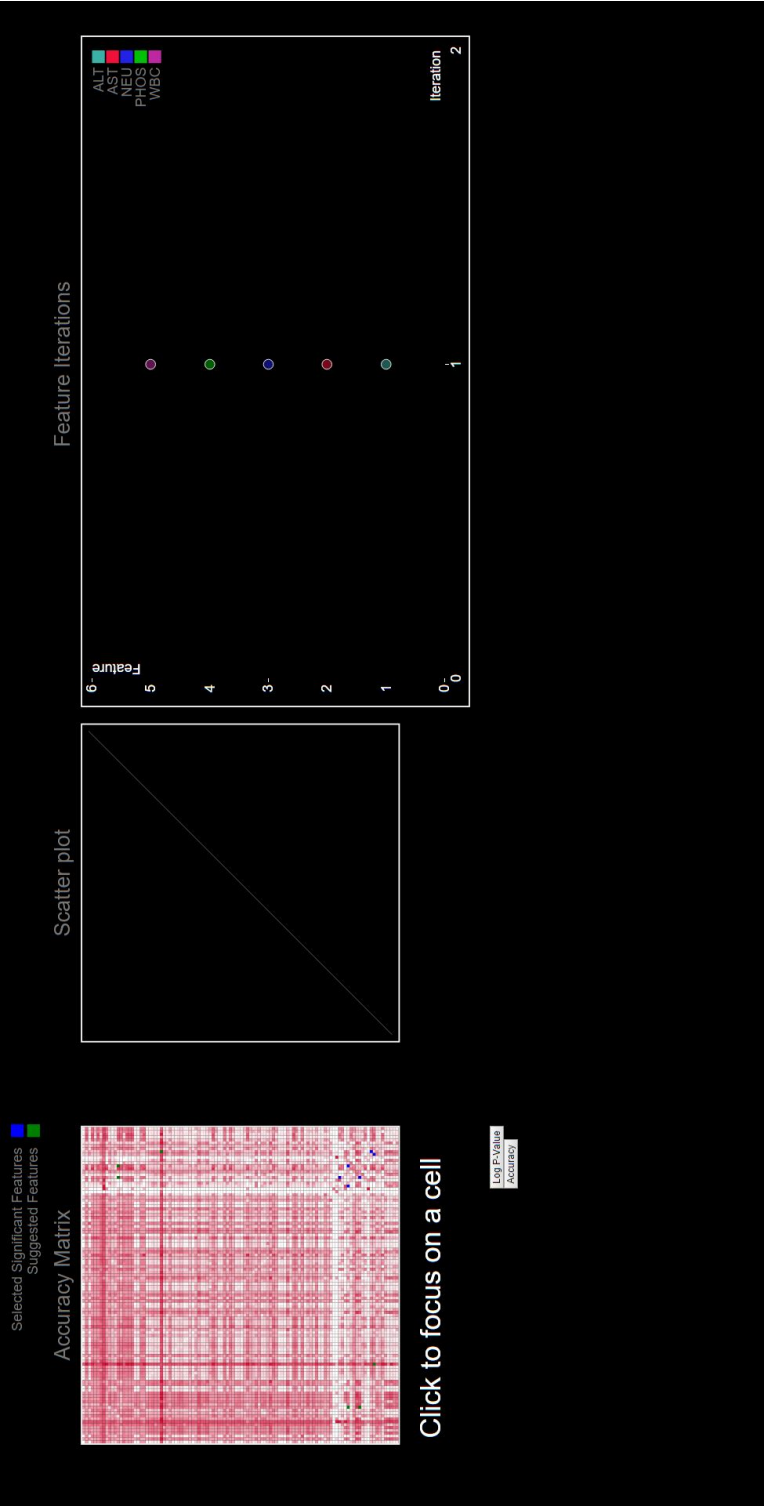 Selected Significant Features
Suggested Features
Accuracy Matrix
Click to focus on a cell
Log P-Value
Accuracy
Scatter plot
Feature Iterations
Feature
6
5
4
3
2
1
0
0
1
2
Iteration
ALT
AST
NEU
PHOS
WBC